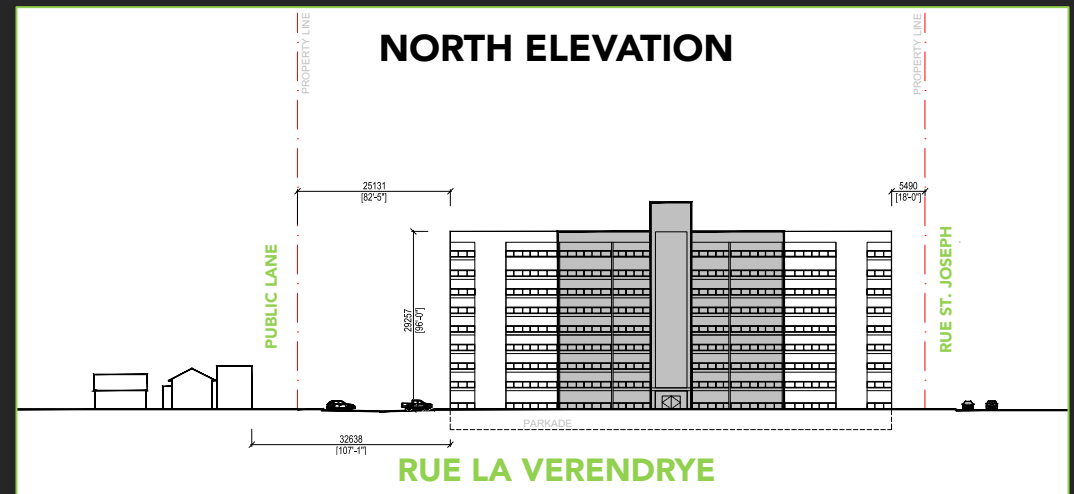 NORTH ELEVATION
PROPERTY LINE
PROPERTY LINE
25131
[82'-5"]
5490
[18'-0"]
PUBLIC LANE
29257
[96'-0"]
RUE ST. JOSEPH
PARKADE
32638
[107'-1"]
RUE LA VERENDRYE